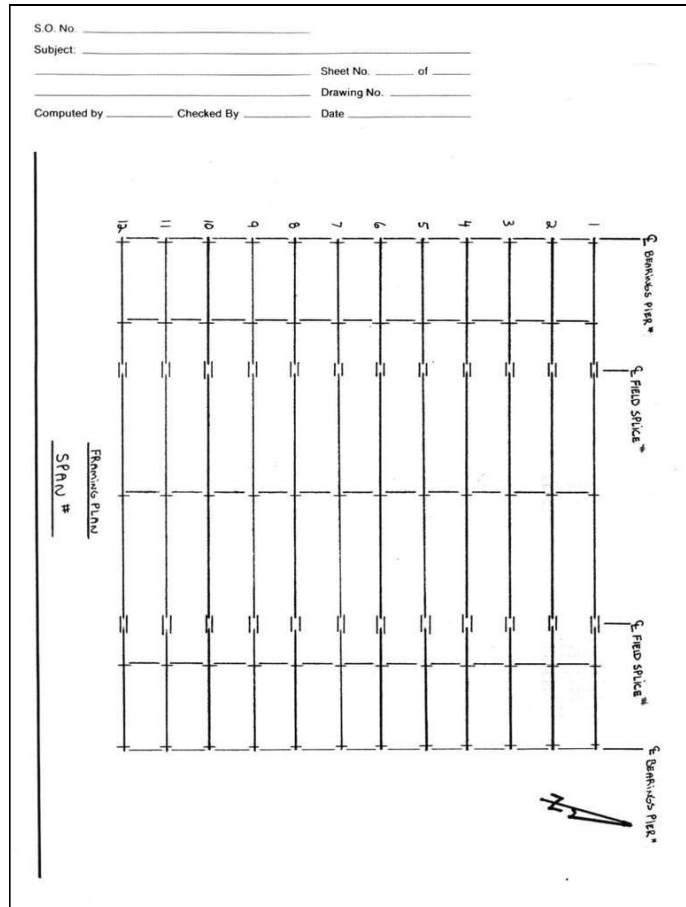 S.O. No.
Subject:
Sheet No. of
Drawing No.
Computed by Checked By Date
12 11 10 9 8 7 6 5 4 3 2 1
℄ BEARINGS PIER #
℄ FIELD SPLICE #
℄ FIELD SPLICE #
℄ BEARINGS PIER #
FRAMING PLAN
SPAN #
N